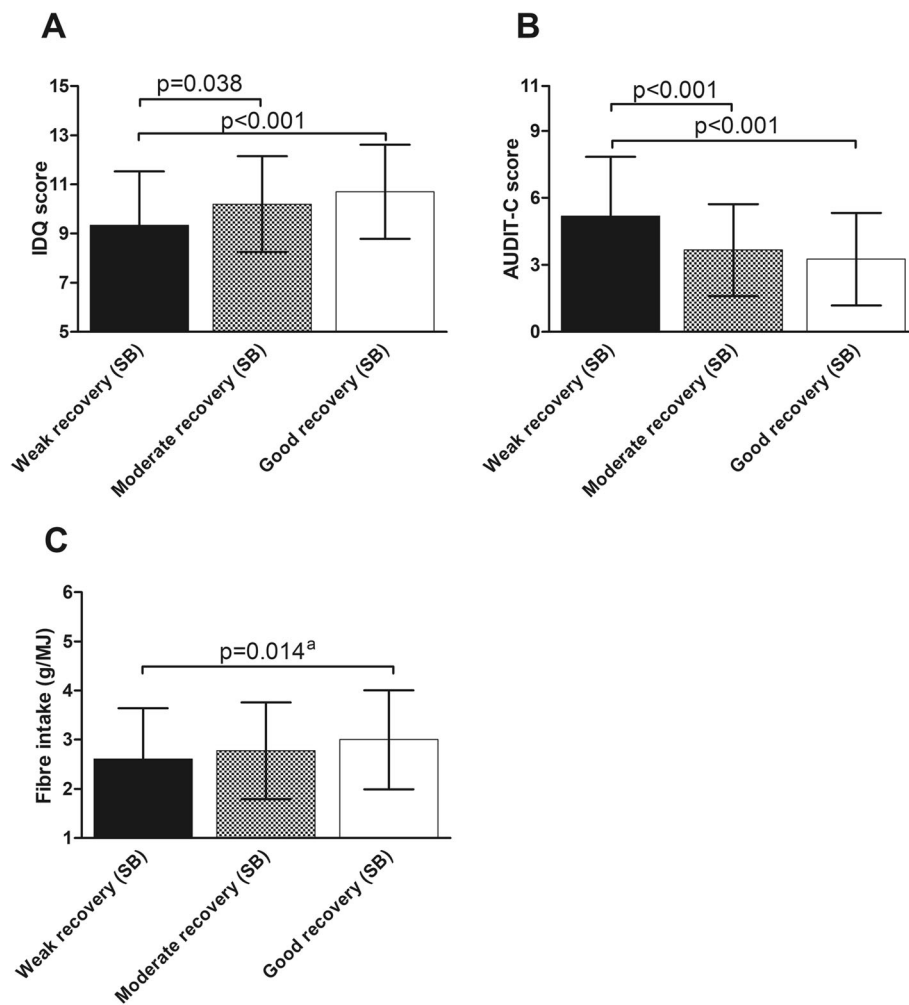 A
IDQ score
15
13
11
9
7
5
p=0.038
p<0.001
Weak recovery (SB)
Moderate recovery (SB)
Good recovery (SB)
B
AUDIT-C score
11
9
6
3
0
p<0.001
p<0.001
Weak recovery (SB)
Moderate recovery (SB)
Good recovery (SB)
C
Fibre intake (g/MJ)
6
5
4
3
2
1
p=0.014ª
Weak recovery (SB)
Moderate recovery (SB)
Good recovery (SB)